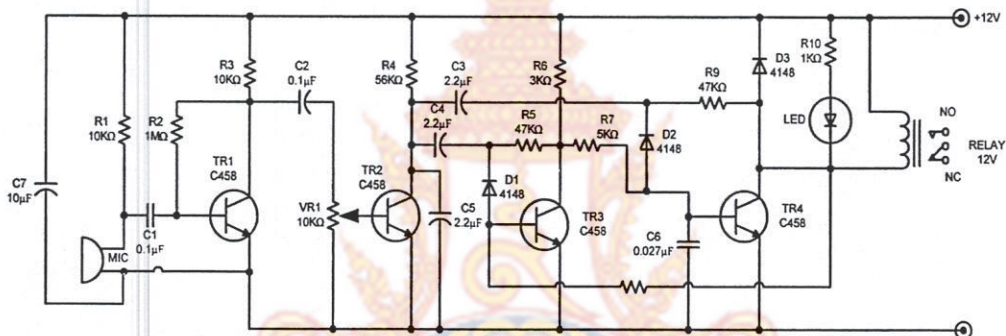 +12V
R1
10KΩ
R2
1MΩ
R3
10KΩ
C2
0.1µF
R4
56KΩ
C3
2.2µF
C4
2.2µF
R5
47KΩ
R6
3KΩ
R7
5KΩ
D2
4148
R9
47KΩ
D3
4148
R10
1KΩ
LED
NO
RELAY
12V
NC
C7
10µF
MIC
C1
0.1µF
TR1
C458
VR1
10KΩ
TR2
C458
C5
2.2µF
D1
4148
TR3
C458
C6
0.027µF
TR4
C458